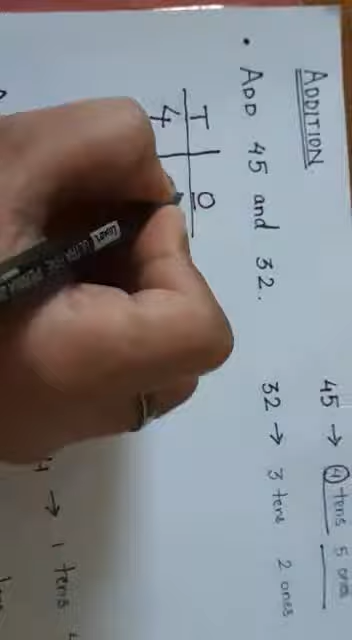 ADDITION
• ADD 45 and 32.
45 → 4 tens 5 ones
32 → 3 tens 2 ones
T O
4
→ 1 tens